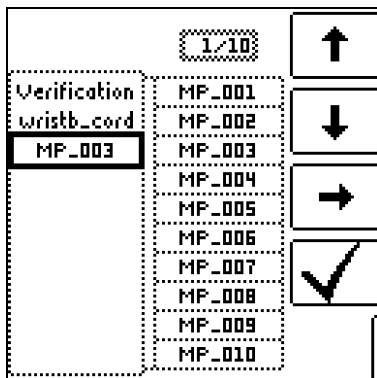 1/10
Verification
wristb_cord
MP_003
MP_001
MP_002
MP_003
MP_004
MP_005
MP_006
MP_007
MP_008
MP_009
MP_010